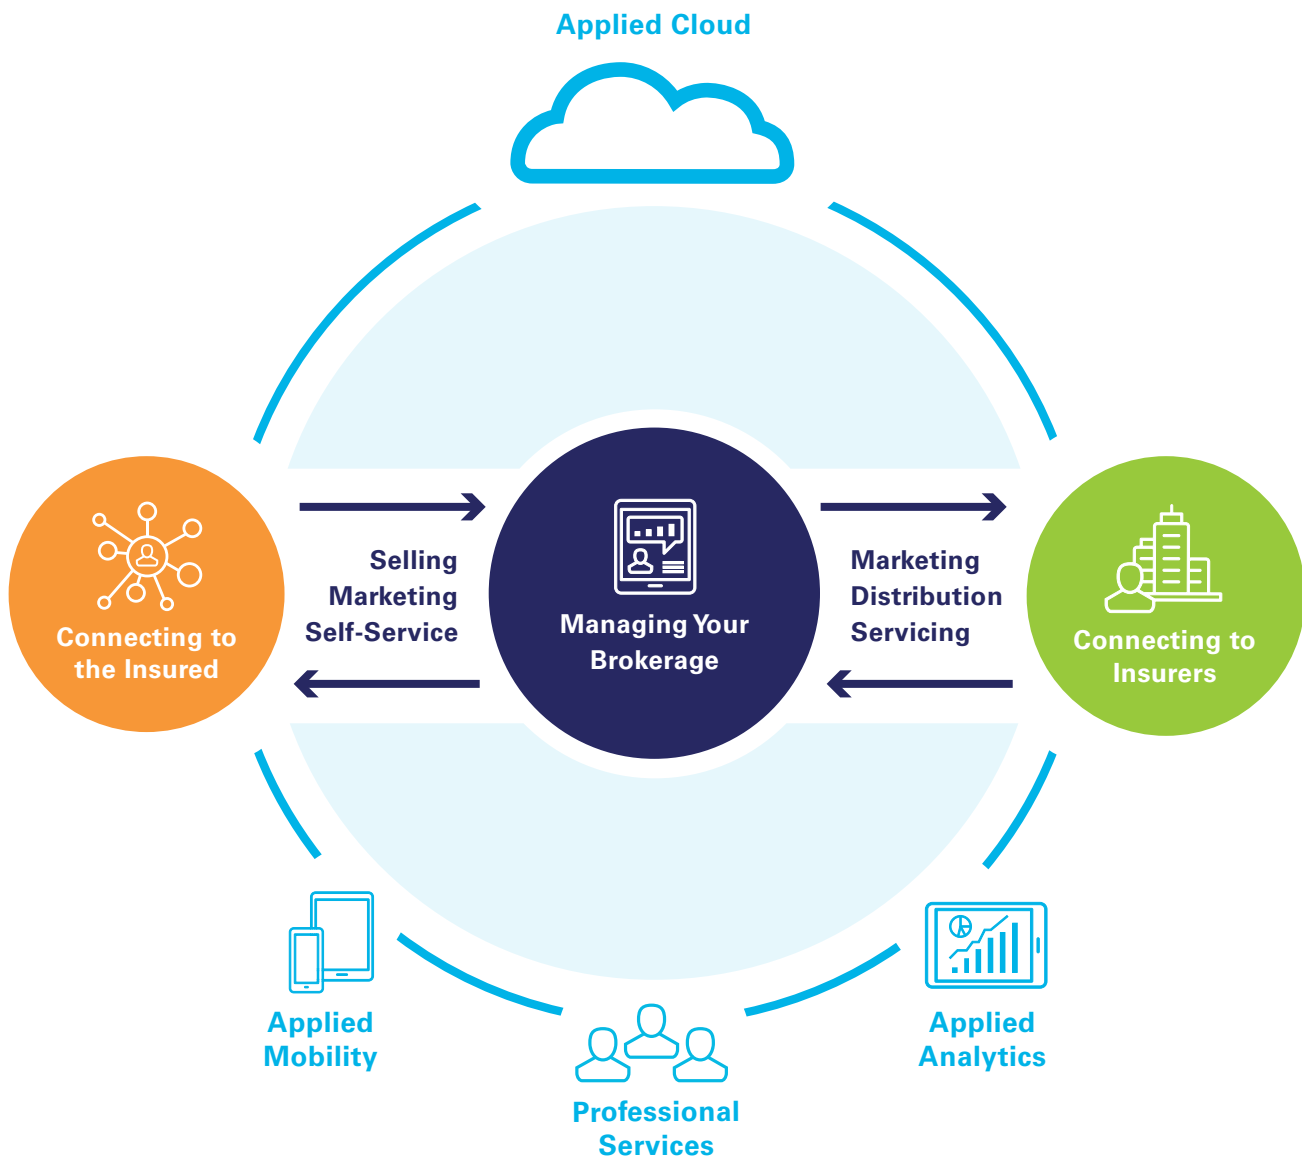 Applied Cloud
Connecting to
the Insured
Selling
Marketing
Self-Service
Managing Your
Brokerage
Marketing
Distribution
Servicing
Connecting to
Insurers
Applied
Mobility
Professional
Services
Applied
Analytics